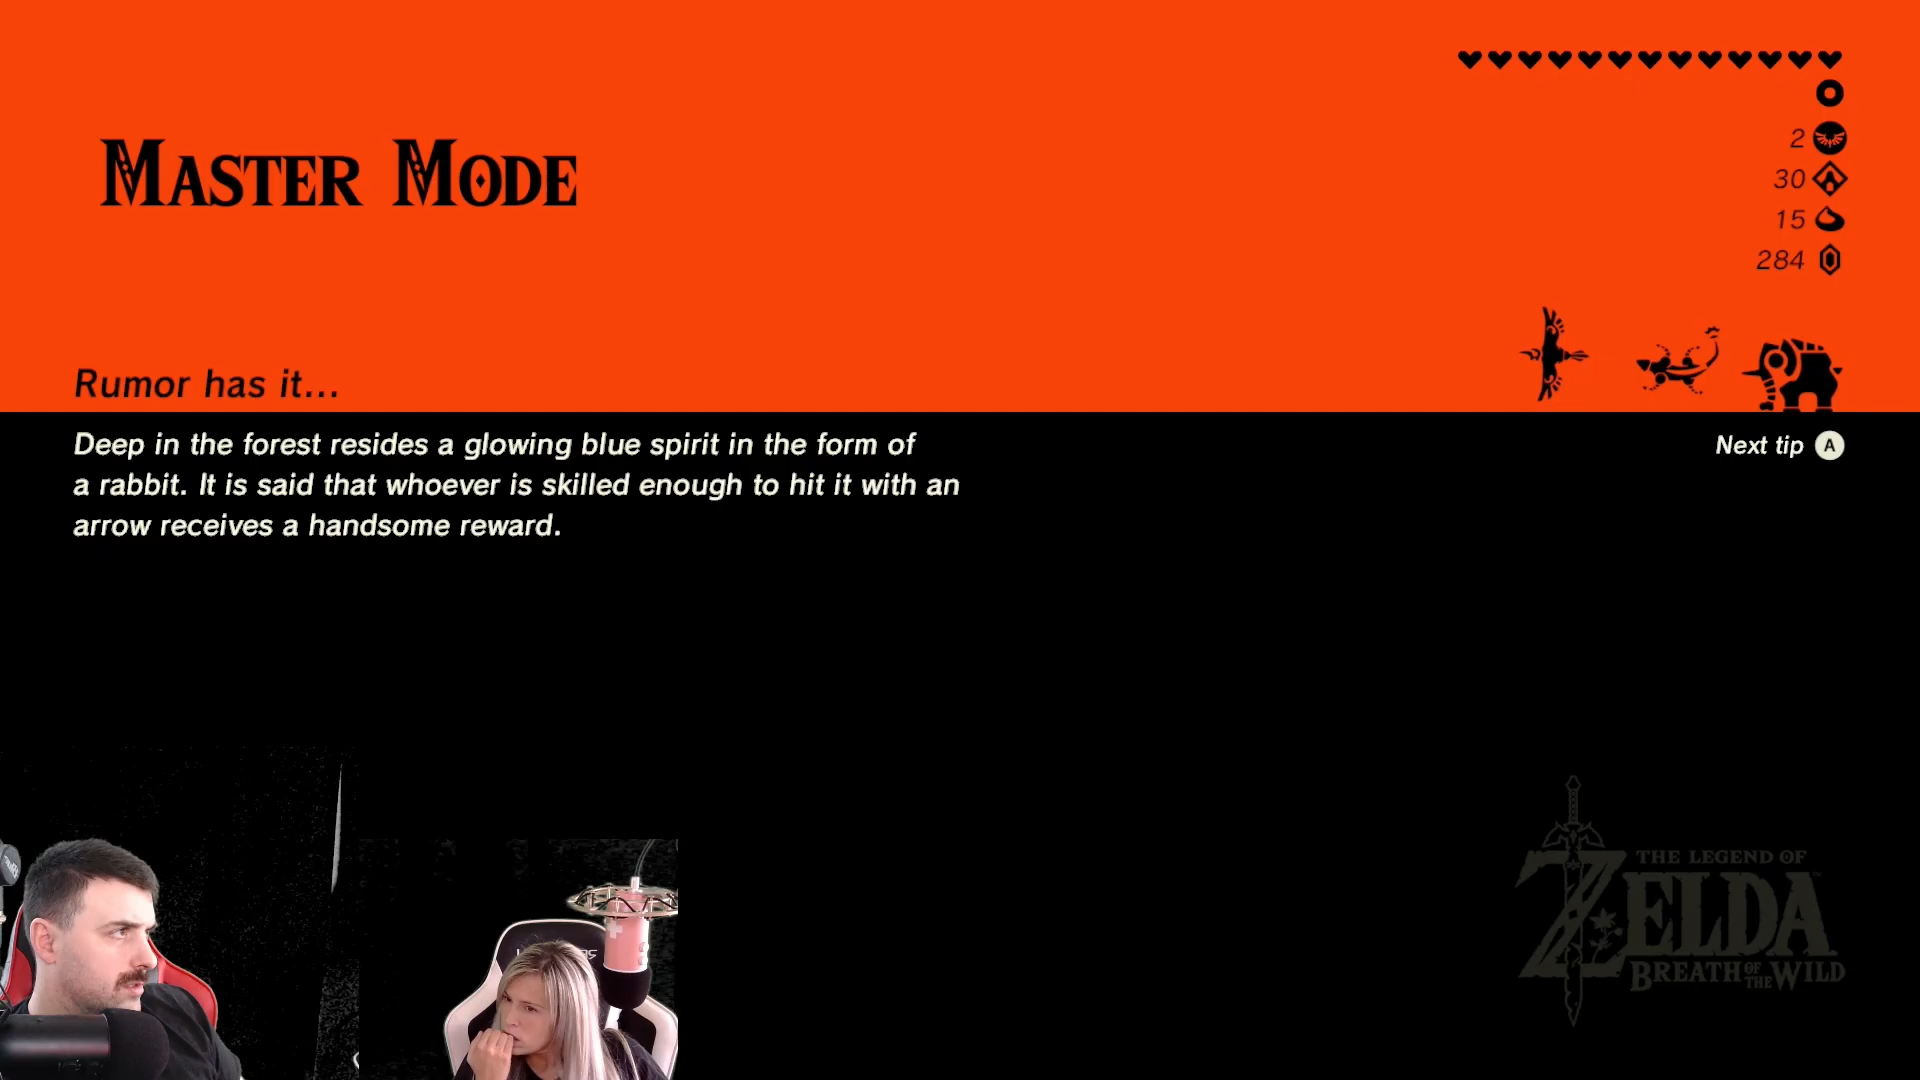 MASTER MODE
2
30
15
284
Rumor has it...
Deep in the forest resides a glowing blue spirit in the form of
a rabbit. It is said that whoever is skilled enough to hit it with an
arrow receives a handsome reward.
Next tip A
THE LEGEND OF
ZELDA
BREATH OF THE WILD